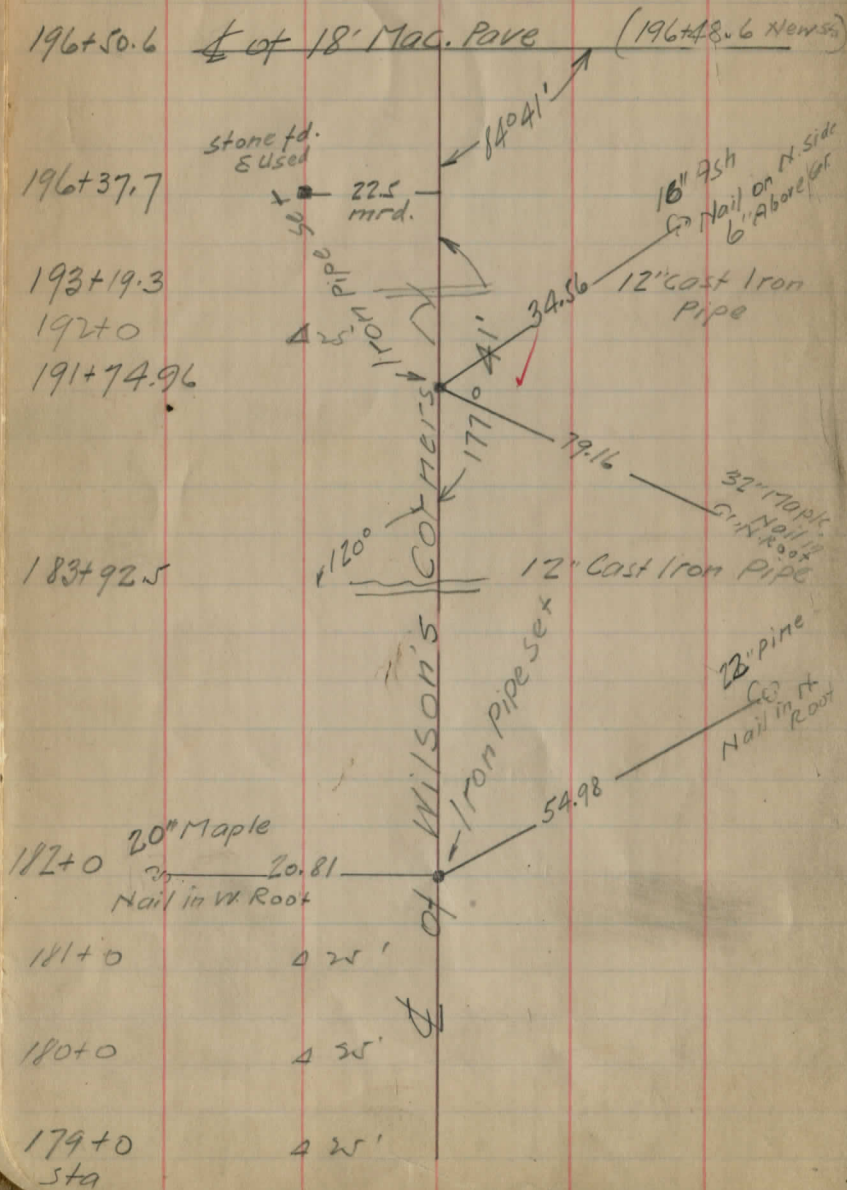 196+50.6 ℄ of 18' Mac. Pave (196+48.6 New sta)
84°41'
Stone fd.
& Used
196+37.7
22.5
mrd.
16" Ash
Nail on N. side
6" Above Gr.
193+19.3
12" Cast Iron
Pipe
34.56
192+0 Δ 25'
Iron pipe set
191+74.96
177° 41'
79.16
32" Maple
Nail in
N. Root
120°
183+92.5
12" Cast Iron Pipe
Iron Pipe Set
22" Pine
Nail in N
Root
54.98
20" Maple
182+0
20.81
Nail in W. Root
℄ of Wilson's Corners
181+0 Δ 25'
180+0 Δ 25'
179+0 Δ 25'
sta